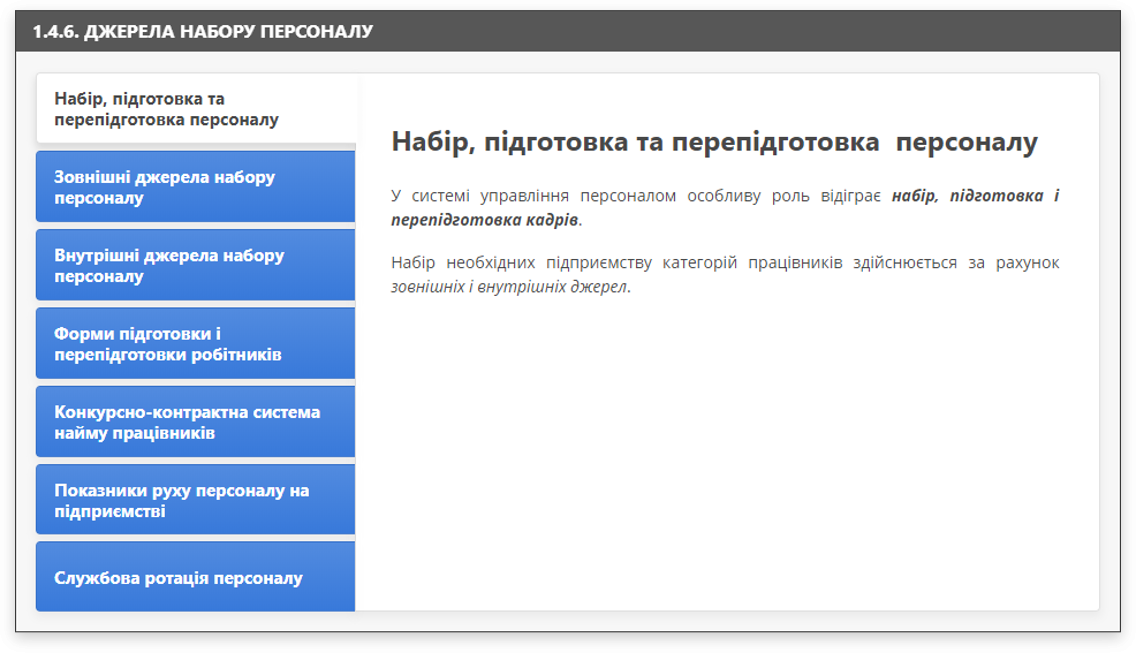 1.4.6. ДЖЕРЕЛА НАБОРУ ПЕРСОНАЛУ
Набір, підготовка та
перепідготовка персоналу
Зовнішні джерела набору
персоналу
Внутрішні джерела набору
персоналу
Форми підготовки і
перепідготовки робітників
Конкурсно-контрактна система
найму працівників
Показники руху персоналу на
підприємстві
Службова ротація персоналу
Набір, підготовка та перепідготовка персоналу
У системі управління персоналом особливу роль відіграє набір, підготовка і
перепідготовка кадрів.
Набір необхідних підприємству категорій працівників здійснюється за рахунок
зовнішніх і внутрішніх джерел.